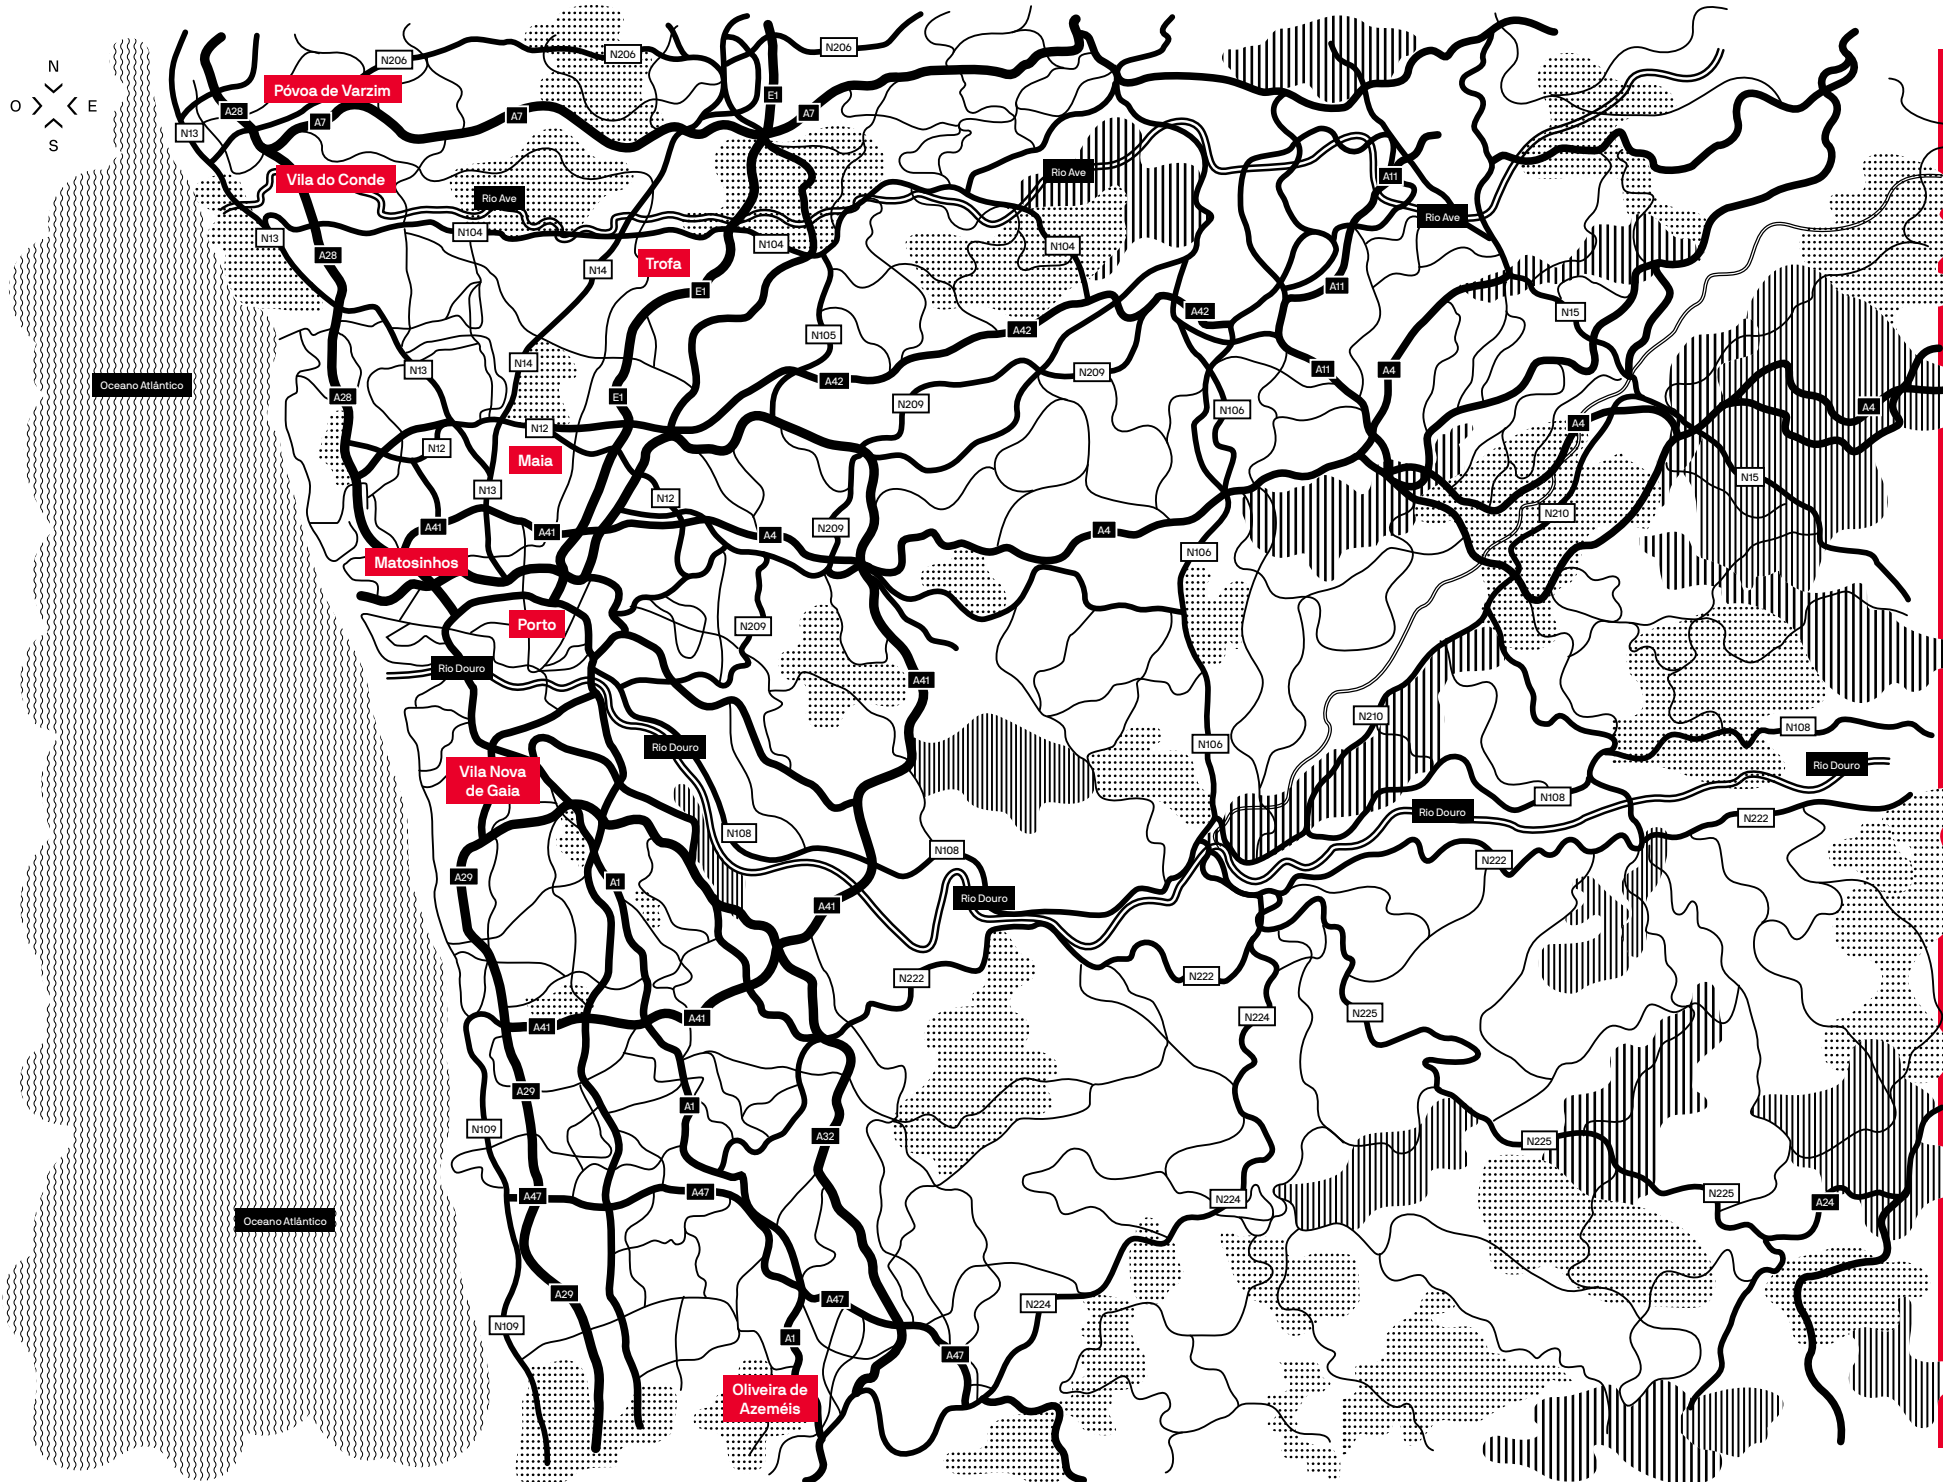 N
O
E
S
N206
N206
N206
Póvoa de Varzim
E1
A28
A7
A7
A7
N13
Vila do Conde
Rio Ave
Rio Ave
A11
Rio Ave
N13
N104
N104
N104
A28
Trofa
N14
E1
A11
N105
A42
A42
N15
N13
N14
A42
N209
A11
A4
Oceano Atlântico
A28
E1
N209
N106
A4
A4
N12
N12
Maia
N13
N12
N15
A41
A41
A4
N209
A4
N210
Matosinhos
N106
Porto
N209
Rio Douro
A41
N210
N108
Rio Douro
N106
Rio Douro
Vila Nova
de Gaia
N108
Rio Douro
N222
N108
N108
N222
A29
A1
Rio Douro
A41
N222
N222
A41
A41
N224
N225
A29
A1
N109
A32
N225
A47
A47
N224
N225
A24
Oceano Atlântico
A29
A47
N224
N109
A1
A47
Oliveira de
Azeméis